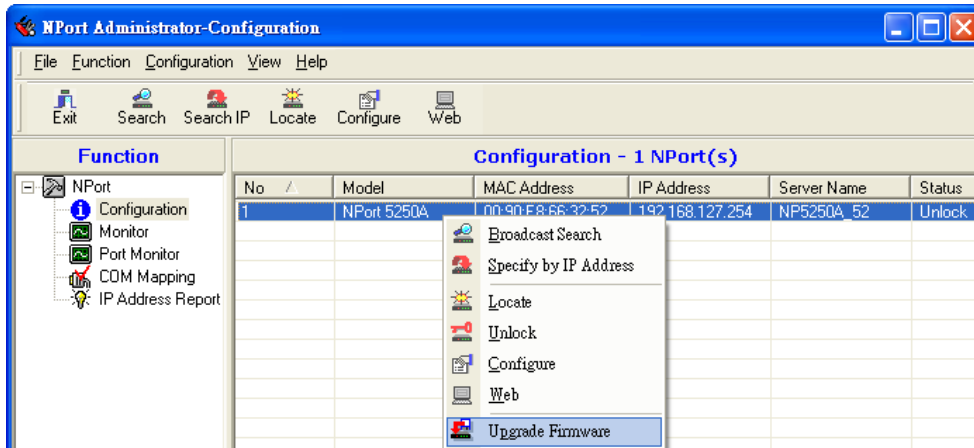 NPort Administrator-Configuration
File Function Configuration View Help
Exit Search Search IP Locate Configure Web
Function
Configuration - 1 NPort(s)
NPort
Configuration
Monitor
Port Monitor
COM Mapping
IP Address Report
No Model MAC Address IP Address Server Name Status
1 NPort 5250A 00:90:E8:66:32:52 192.168.127.254 NP5250A_52 Unlock
Broadcast Search
Specify by IP Address
Locate
Unlock
Configure
Web
Upgrade Firmware